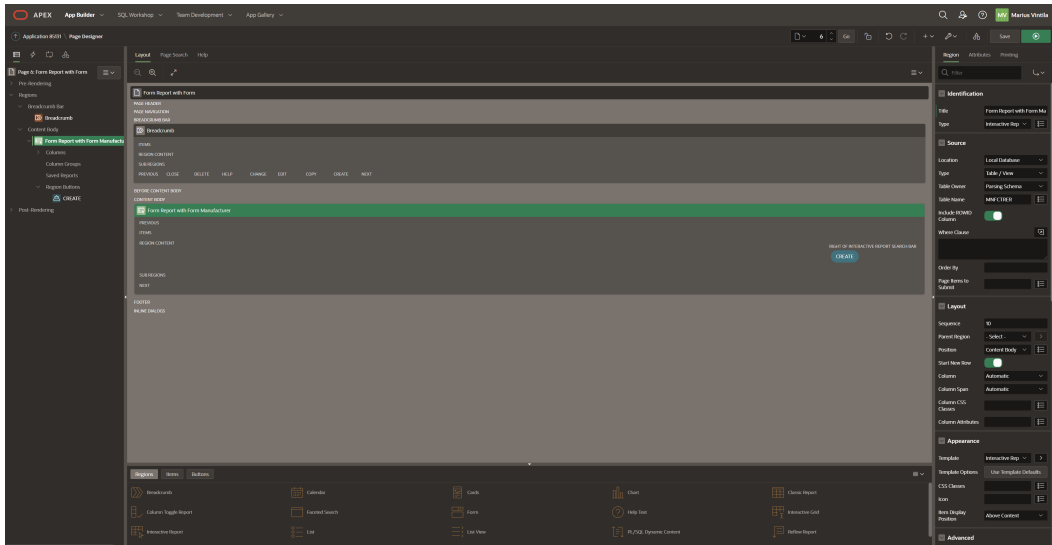 APEX App Builder SQL Workshop Team Development App Gallery MV Marius Vintila
Application 85131 \ Page Designer 6 Go Save
Layout Page Search Help Region Attributes Printing
Page 6: Form Report with Form Filter
Pre-Rendering
Regions
Breadcrumb Bar
Breadcrumb
Content Body
Form Report with Form Manufactu
Columns
Column Groups
Saved Reports
Region Buttons
CREATE
Post-Rendering
Form Report with Form
PAGE HEADER
PAGE NAVIGATION
BREADCRUMB BAR
Breadcrumb
ITEMS
REGION CONTENT
SUB REGIONS
PREVIOUS CLOSE DELETE HELP CHANGE EDIT COPY CREATE NEXT
BEFORE CONTENT BODY
CONTENT BODY
Form Report with Form Manufacturer
PREVIOUS
ITEMS
REGION CONTENT
RIGHT OF INTERACTIVE REPORT SEARCH BAR
CREATE
SUB REGIONS
NEXT
FOOTER
INLINE DIALOGS
Regions Items Buttons
Breadcrumb Calendar Cards Chart Classic Report
Column Toggle Report Faceted Search Form Help Text Interactive Grid
Interactive Report List List View PL/SQL Dynamic Content Reflow Report
Identification
Title Form Report with Form Ma
Type Interactive Rep
Source
Location Local Database
Type Table / View
Table Owner Parsing Schema
Table Name MNFCTRER
Include ROWID
Column
Where Clause
Order By
Page Items to
Submit
Layout
Sequence 10
Parent Region - Select -
Position Content Body
Start New Row
Column Automatic
Column Span Automatic
Column CSS
Classes
Column Attributes
Appearance
Template Interactive Rep
Template Options Use Template Defaults
CSS Classes
Icon
Item Display
Position Above Content
Advanced